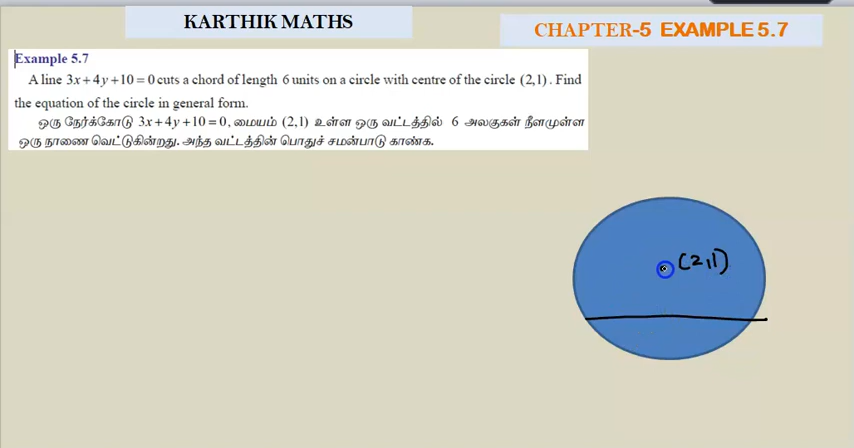 KARTHIK MATHS
CHAPTER-5 EXAMPLE 5.7
Example 5.7
A line 3x+4y+10=0 cuts a chord of length 6 units on a circle with centre of the circle (2,1). Find
the equation of the circle in general form.
ஒரு நேர்க்கோடு 3x+4y+10=0, மையம் (2,1) உள்ள ஒரு வட்டத்தில் 6 அலகுகள் நீளமுள்ள
ஒரு நாணை வெட்டுகின்றது. அந்த வட்டத்தின் பொதுச் சமன்பாடு காண்க.
(2,1)